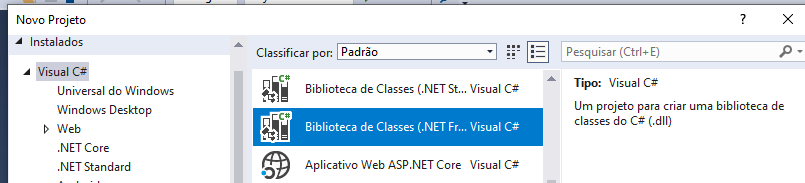 Novo Projeto
Instalados
Classificar por: Padrão
Pesquisar (Ctrl+E)
Visual C#
Universal do Windows
Windows Desktop
Web
.NET Core
.NET Standard
Biblioteca de Classes (.NET St... Visual C#
Biblioteca de Classes (.NET Fr... Visual C#
Aplicativo Web ASP.NET Core Visual C#
Tipo: Visual C#
Um projeto para criar uma biblioteca de
classes do C# (.dll)